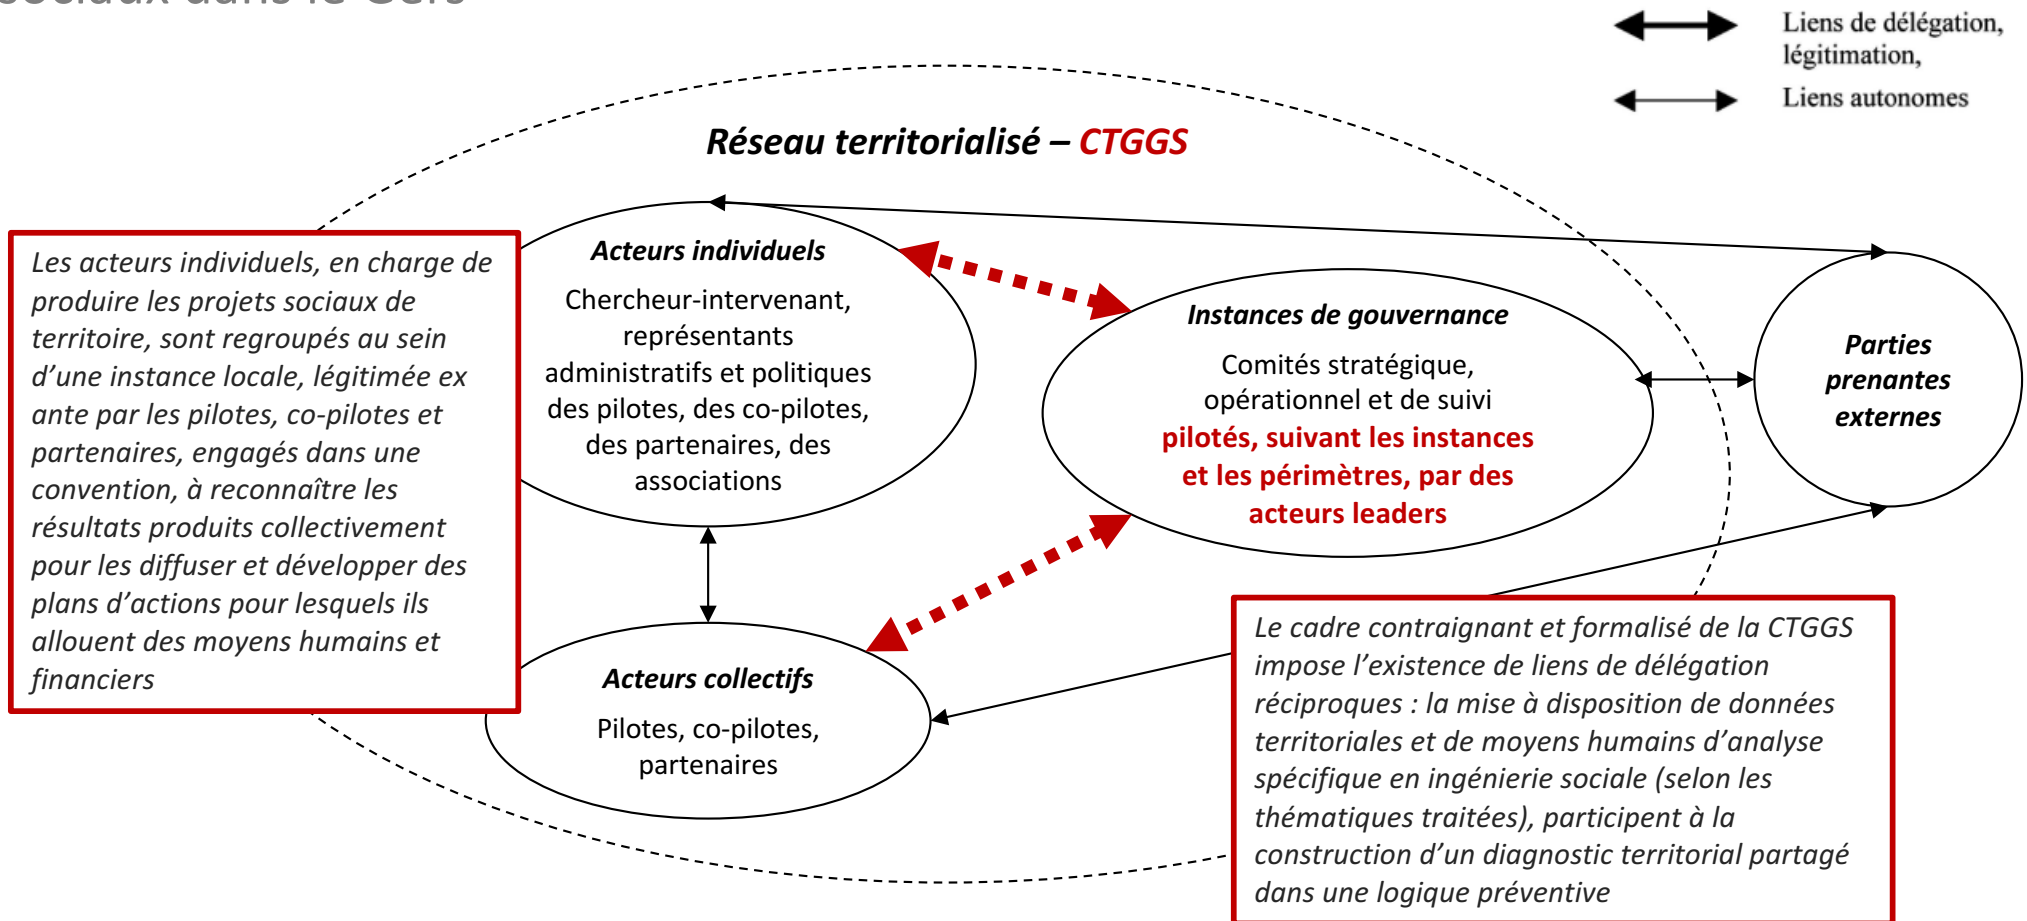 sociaux dans le Gers
Liens de délégation,
légitimation,
Liens autonomes
Réseau territorialisé – CTGGS
Les acteurs individuels, en charge de
produire les projets sociaux de
territoire, sont regroupés au sein
d’une instance locale, légitimée ex
ante par les pilotes, co-pilotes et
partenaires, engagés dans une
convention, à reconnaître les
résultats produits collectivement
pour les diffuser et développer des
plans d’actions pour lesquels ils
allouent des moyens humains et
financiers
Acteurs individuels
Chercheur-intervenant,
représentants
administratifs et politiques
des pilotes, des co-pilotes,
des partenaires, des
associations
Instances de gouvernance
Comités stratégique,
opérationnel et de suivi
pilotés, suivant les instances
et les périmètres, par des
acteurs leaders
Parties
prenantes
externes
Acteurs collectifs
Pilotes, co-pilotes,
partenaires
Le cadre contraignant et formalisé de la CTGGS
impose l’existence de liens de délégation
réciproques : la mise à disposition de données
territoriales et de moyens humains d’analyse
spécifique en ingénierie sociale (selon les
thématiques traitées), participent à la
construction d’un diagnostic territorial partagé
dans une logique préventive